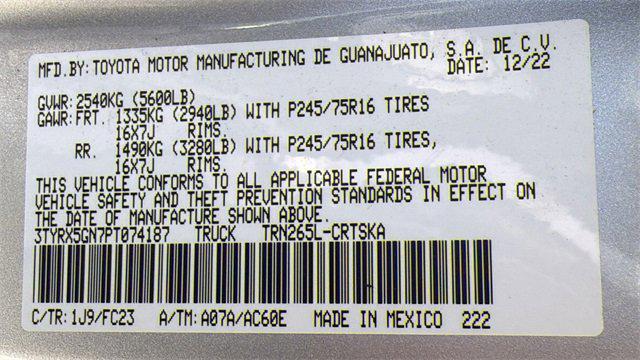 MFD.BY:TOYOTA MOTOR MANUFACTURING DE GUANAJUATO, S.A. DE C.V.
DATE: 12/22
GVWR:2540KG (5600LB)
GAWR:FRT. 1335KG (2940LB) WITH P245/75R16 TIRES
16X7J RIMS.
RR. 1490KG (3280LB) WITH P245/75R16 TIRES,
16X7J RIMS.
THIS VEHICLE CONFORMS TO ALL APPLICABLE FEDERAL MOTOR
VEHICLE SAFETY AND THEFT PREVENTION STANDARDS IN EFFECT ON
THE DATE OF MANUFACTURE SHOWN ABOVE.
3TYRX5GN7PT074187 TRUCK TRN265L-CRTSKA
C/TR:1J9/FC23 A/TM:A07A/AC60E MADE IN MEXICO 222